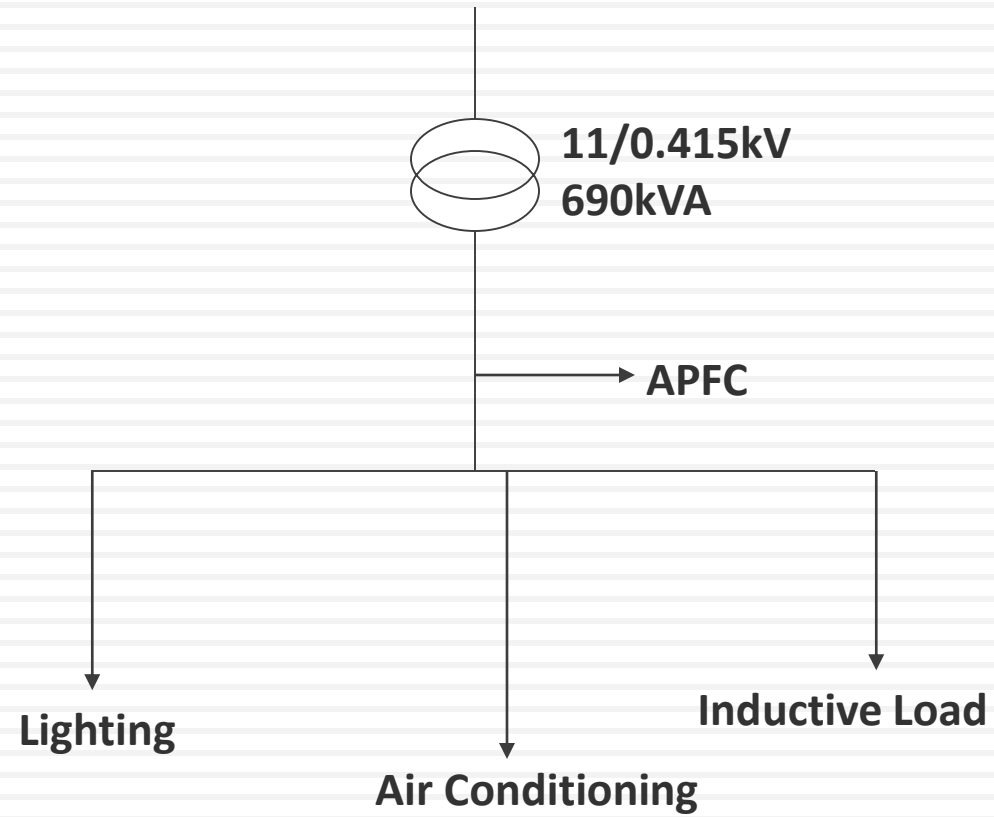 11/0.415kV
690kVA
APFC
Lighting
Air Conditioning
Inductive Load